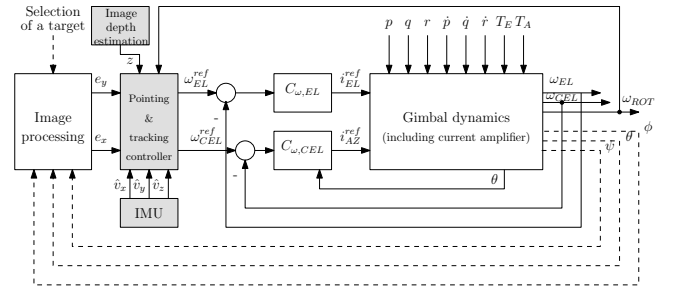 Selection
of a target
Image
depth
estimation
z
p q r ṗ q̇ ṙ T_E T_A
e_y
ω_EL^ref
C_ω,EL
i_EL^ref
ω_EL
ω_CEL
ω_ROT
Image
processing
Pointing
&
tracking
controller
-
Gimbal dynamics
(including current amplifier)
e_x
ω_CEL^ref
C_ω,CEL
i_AZ^ref
ϕ
θ
ψ
-
θ
v̂_x v̂_y v̂_z
IMU